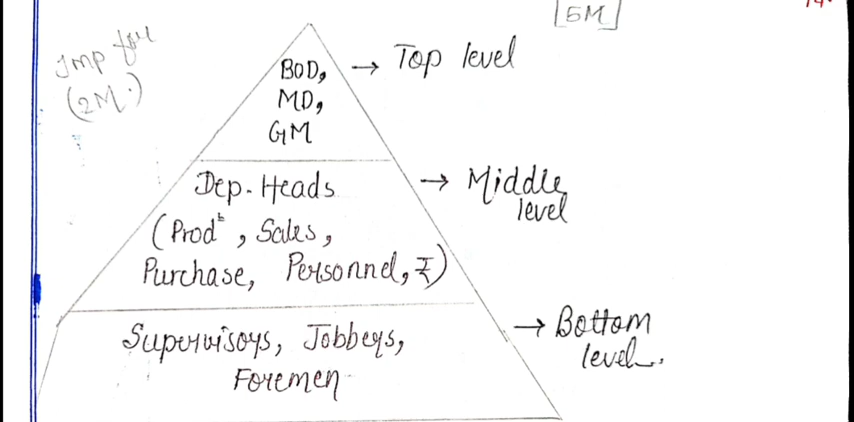 [5M]
14.
Imp for
(2M.)
BOD,
MD,
GM
→ Top level
Dep. Heads
(Prodⁿ, Sales,
Purchase, Personnel, ₹)
→ Middle
level
Supervisors, Jobbers,
Foremen
→ Bottom
level.